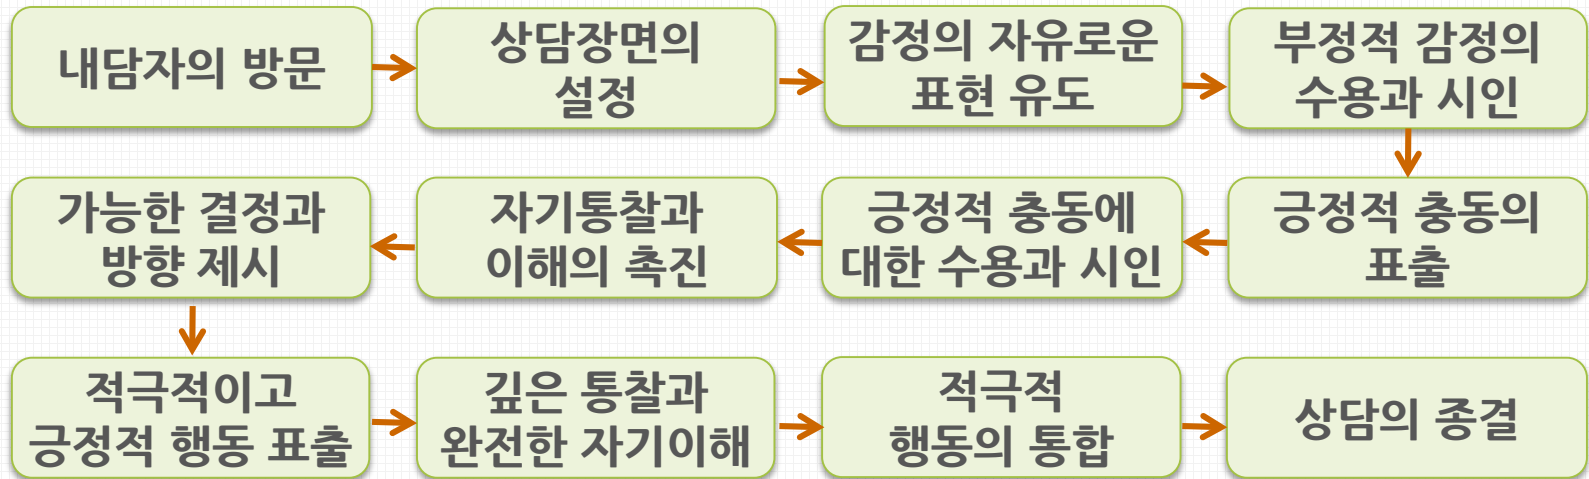 내담자의 방문
상담장면의
설정
감정의 자유로운
표현 유도
부정적 감정의
수용과 시인
긍정적 충동의
표출
긍정적 충동에
대한 수용과 시인
자기통찰과
이해의 촉진
가능한 결정과
방향 제시
적극적이고
긍정적 행동 표출
깊은 통찰과
완전한 자기이해
적극적
행동의 통합
상담의 종결